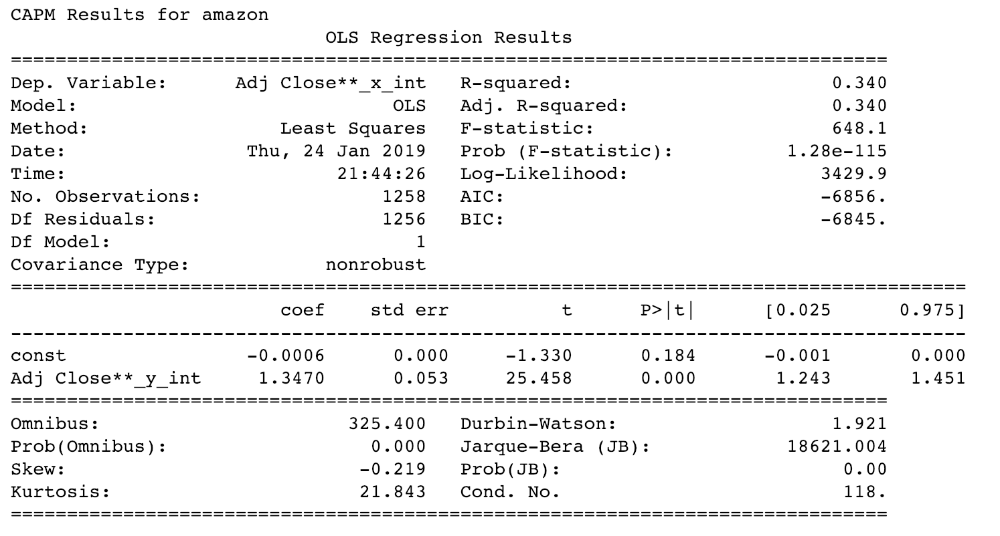 CAPM Results for amazon
OLS Regression Results
==============================================================================
Dep. Variable: Adj Close**_x_int R-squared: 0.340
Model: OLS Adj. R-squared: 0.340
Method: Least Squares F-statistic: 648.1
Date: Thu, 24 Jan 2019 Prob (F-statistic): 1.28e-115
Time: 21:44:26 Log-Likelihood: 3429.9
No. Observations: 1258 AIC: -6856.
Df Residuals: 1256 BIC: -6845.
Df Model: 1
Covariance Type: nonrobust
=====================================================================================
coef std err t P>|t| [0.025 0.975]
-------------------------------------------------------------------------------------
const -0.0006 0.000 -1.330 0.184 -0.001 0.000
Adj Close**_y_int 1.3470 0.053 25.458 0.000 1.243 1.451
==============================================================================
Omnibus: 325.400 Durbin-Watson: 1.921
Prob(Omnibus): 0.000 Jarque-Bera (JB): 18621.004
Skew: -0.219 Prob(JB): 0.00
Kurtosis: 21.843 Cond. No. 118.
==============================================================================